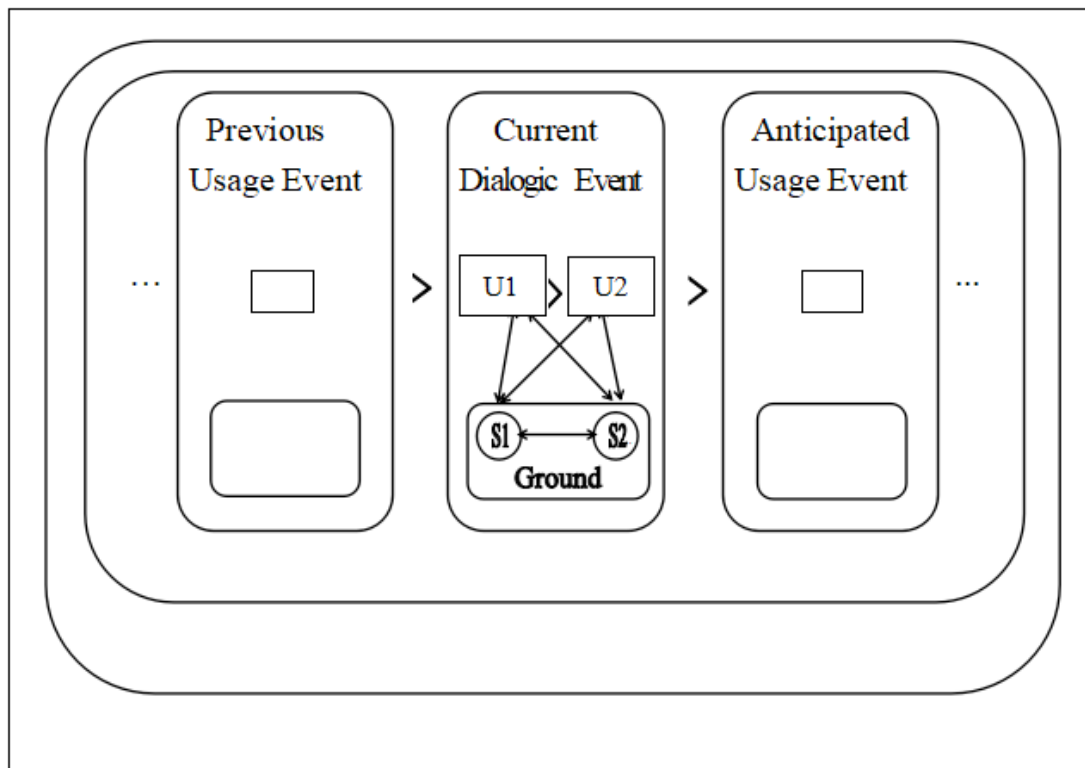 Previous
Usage Event
Current
Dialogic Event
Anticipated
Usage Event
...
>
U1
>
U2
>
...
S1
S2
Ground